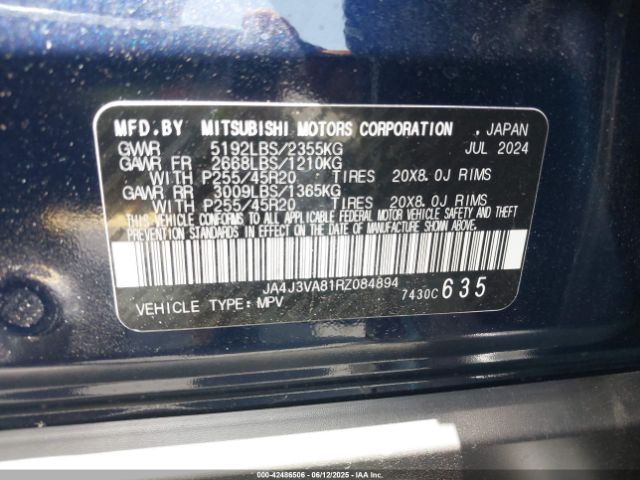 MFD.BY MITSUBISHI MOTORS CORPORATION . JAPAN
GVWR 5192LBS/2355KG JUL 2024
GAWR FR 2668LBS/1210KG
WITH P255/45R20 TIRES 20X8.0J RIMS
GAWR RR 3009LBS/1365KG
WITH P255/45R20 TIRES 20X8.0J RIMS
THIS VEHICLE CONFORMS TO ALL APPLICABLE FEDERAL MOTOR VEHICLE SAFETY AND THEFT
PREVENTION STANDARDS IN EFFECT ON THE DATE OF MANUFACTURE SHOWN ABOVE.
JA4J3VA81RZ084894
VEHICLE TYPE: MPV 7430C 635
00-42486506 - 06/12/2025 - IAAI.COM